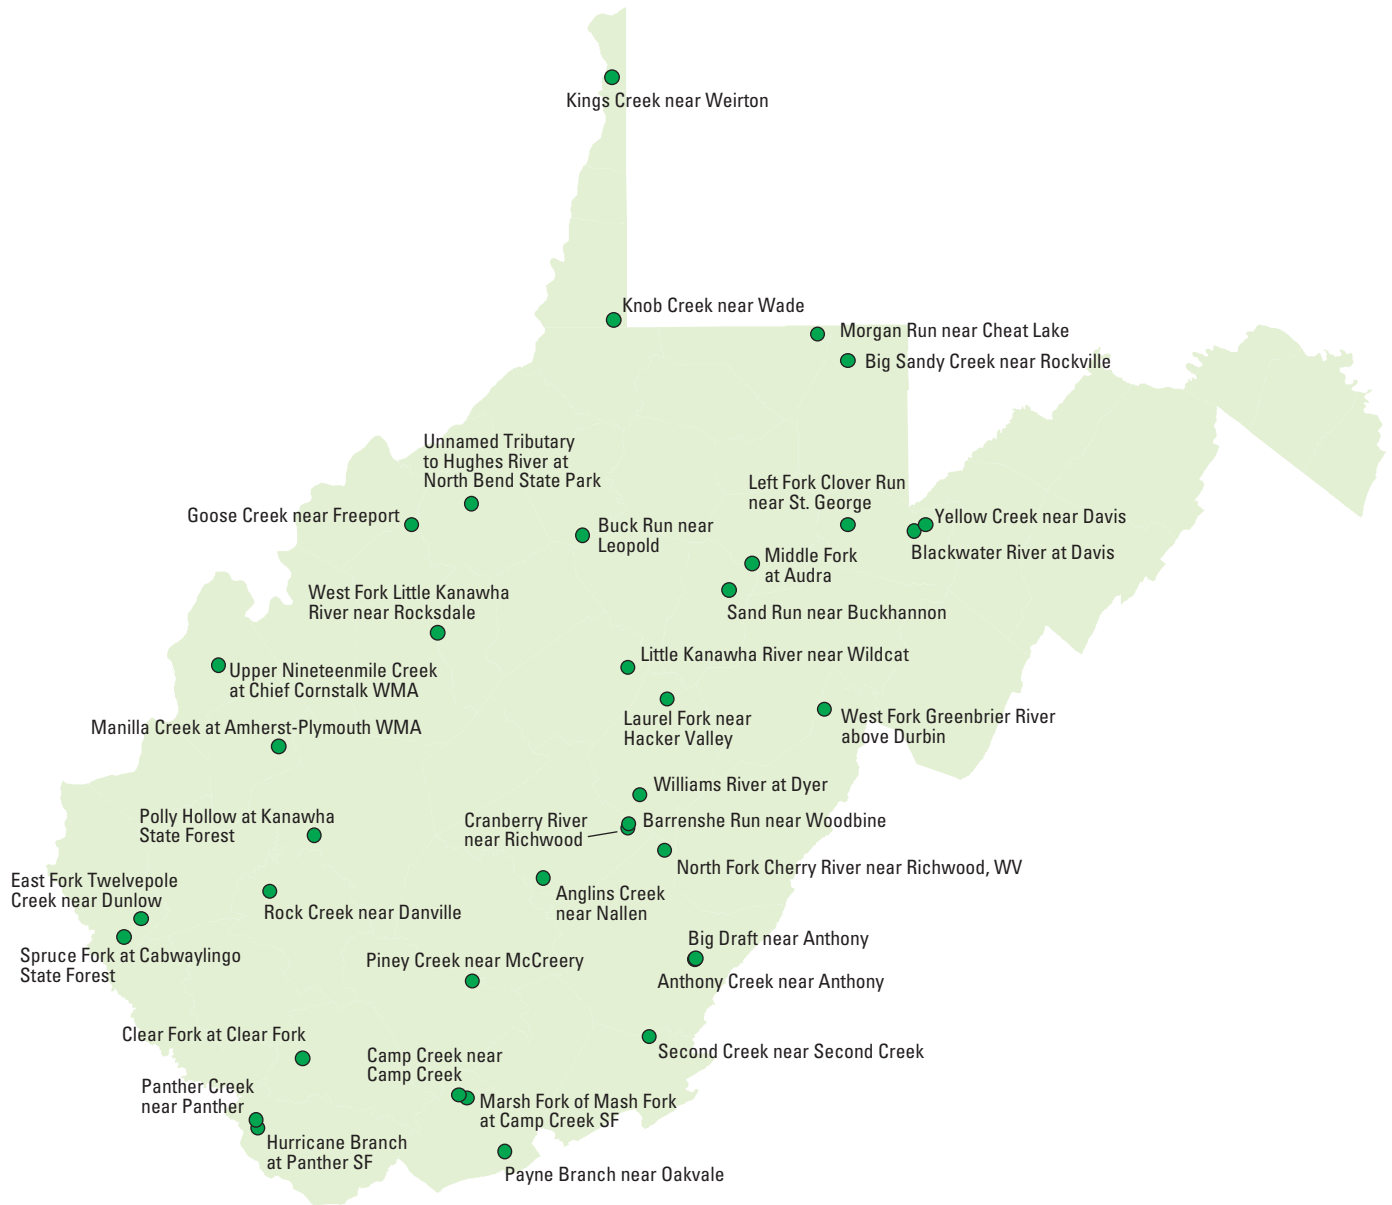 Kings Creek near Weirton
Knob Creek near Wade
Morgan Run near Cheat Lake
Big Sandy Creek near Rockville
Unnamed Tributary
to Hughes River at
North Bend State Park
Goose Creek near Freeport
Buck Run near
Leopold
Left Fork Clover Run
near St. George
Yellow Creek near Davis
Blackwater River at Davis
Middle Fork
at Audra
Sand Run near Buckhannon
West Fork Little Kanawha
River near Rocksdale
Little Kanawha River near Wildcat
Upper Nineteenmile Creek
at Chief Cornstalk WMA
Laurel Fork near
Hacker Valley
West Fork Greenbrier River
above Durbin
Manilla Creek at Amherst-Plymouth WMA
Williams River at Dyer
Polly Hollow at Kanawha
State Forest
Cranberry River
near Richwood
Barrenshe Run near Woodbine
North Fork Cherry River near Richwood, WV
East Fork Twelvepole
Creek near Dunlow
Rock Creek near Danville
Anglins Creek
near Nallen
Spruce Fork at Cabwaylingo
State Forest
Piney Creek near McCreery
Big Draft near Anthony
Anthony Creek near Anthony
Clear Fork at Clear Fork
Second Creek near Second Creek
Camp Creek near
Camp Creek
Panther Creek
near Panther
Marsh Fork of Mash Fork
at Camp Creek SF
Hurricane Branch
at Panther SF
Payne Branch near Oakvale